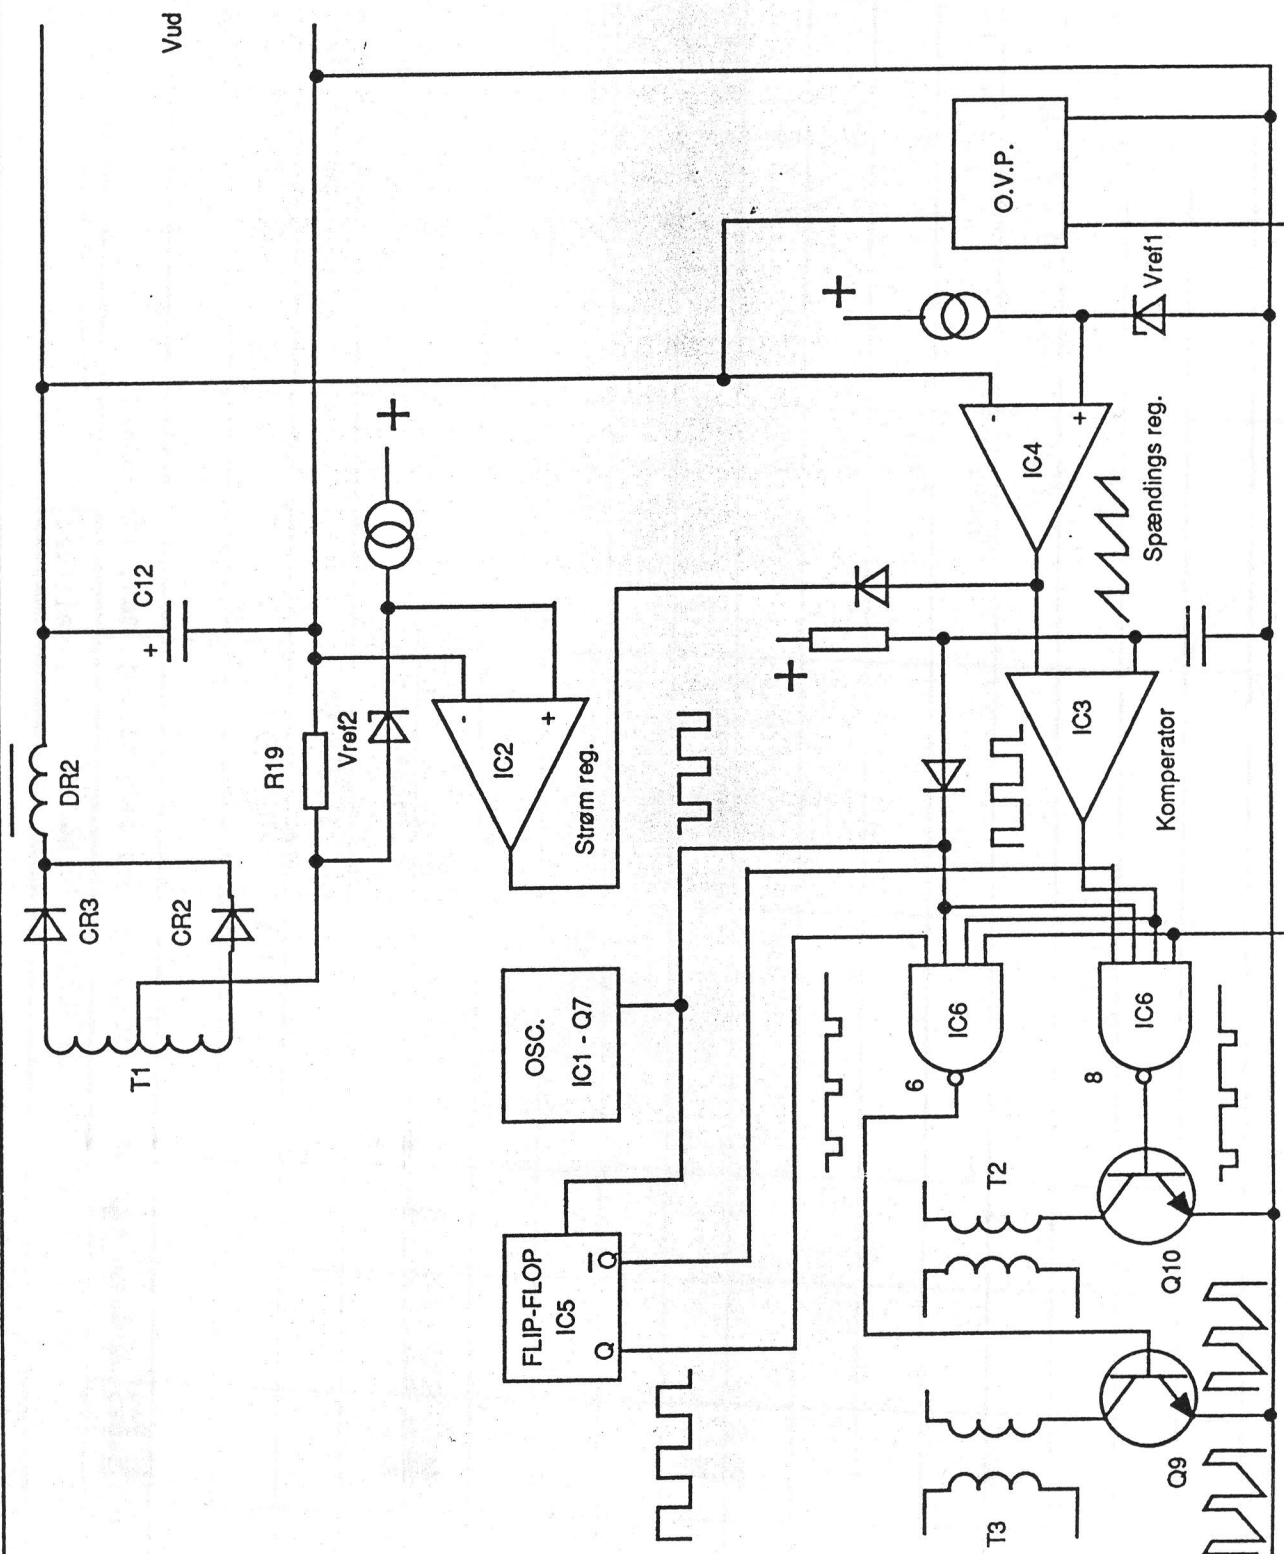 Vud
C12
+
DR2
R19
Vref2
+
CR3
CR2
T1
-
+
IC2
Strøm reg.
O.V.P.
+
Vref1
-
+
IC4
Spændings reg.
+
IC3
Komperator
OSC.
IC1 - Q7
FLIP-FLOP
IC5
Q
Q̅
IC6
6
IC6
8
T2
Q10
T3
Q9